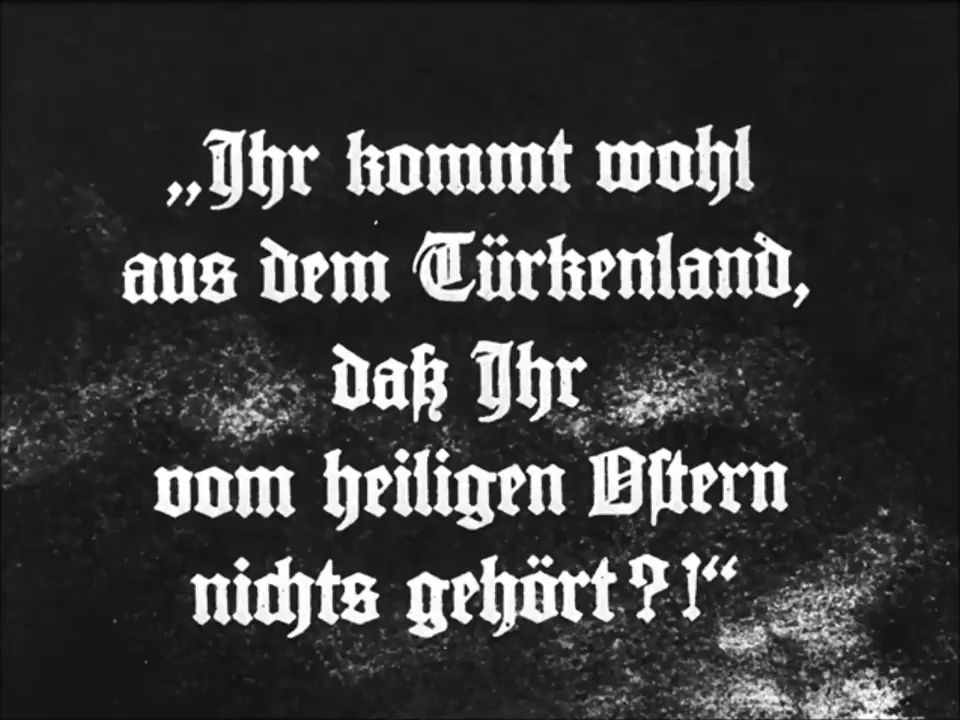 „Ihr kommt wohl
aus dem Türkenland,
daß Ihr
vom heiligen Oſtern
nichts gehört?!“